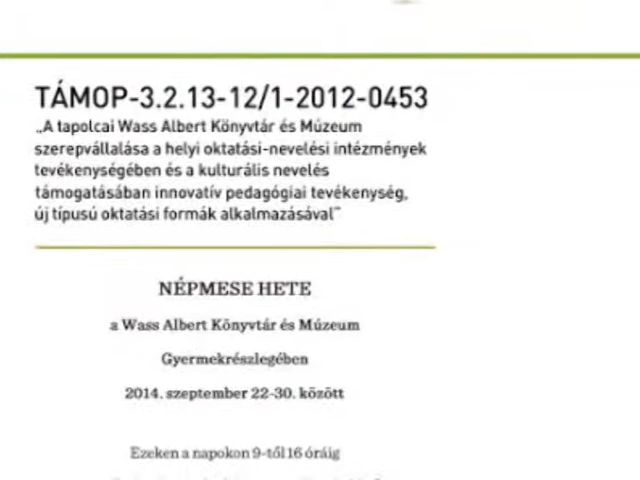 TÁMOP-3.2.13-12/1-2012-0453
„A tapolcai Wass Albert Könyvtár és Múzeum
szerepvállalása a helyi oktatási-nevelési intézmények
tevékenységében és a kulturális nevelés
támogatásában innovatív pedagógiai tevékenység,
új típusú oktatási formák alkalmazásával”
NÉPMESE HETE
a Wass Albert Könyvtár és Múzeum
Gyermekrészlegében
2014. szeptember 22-30. között
Ezeken a napokon 9-től 16 óráig